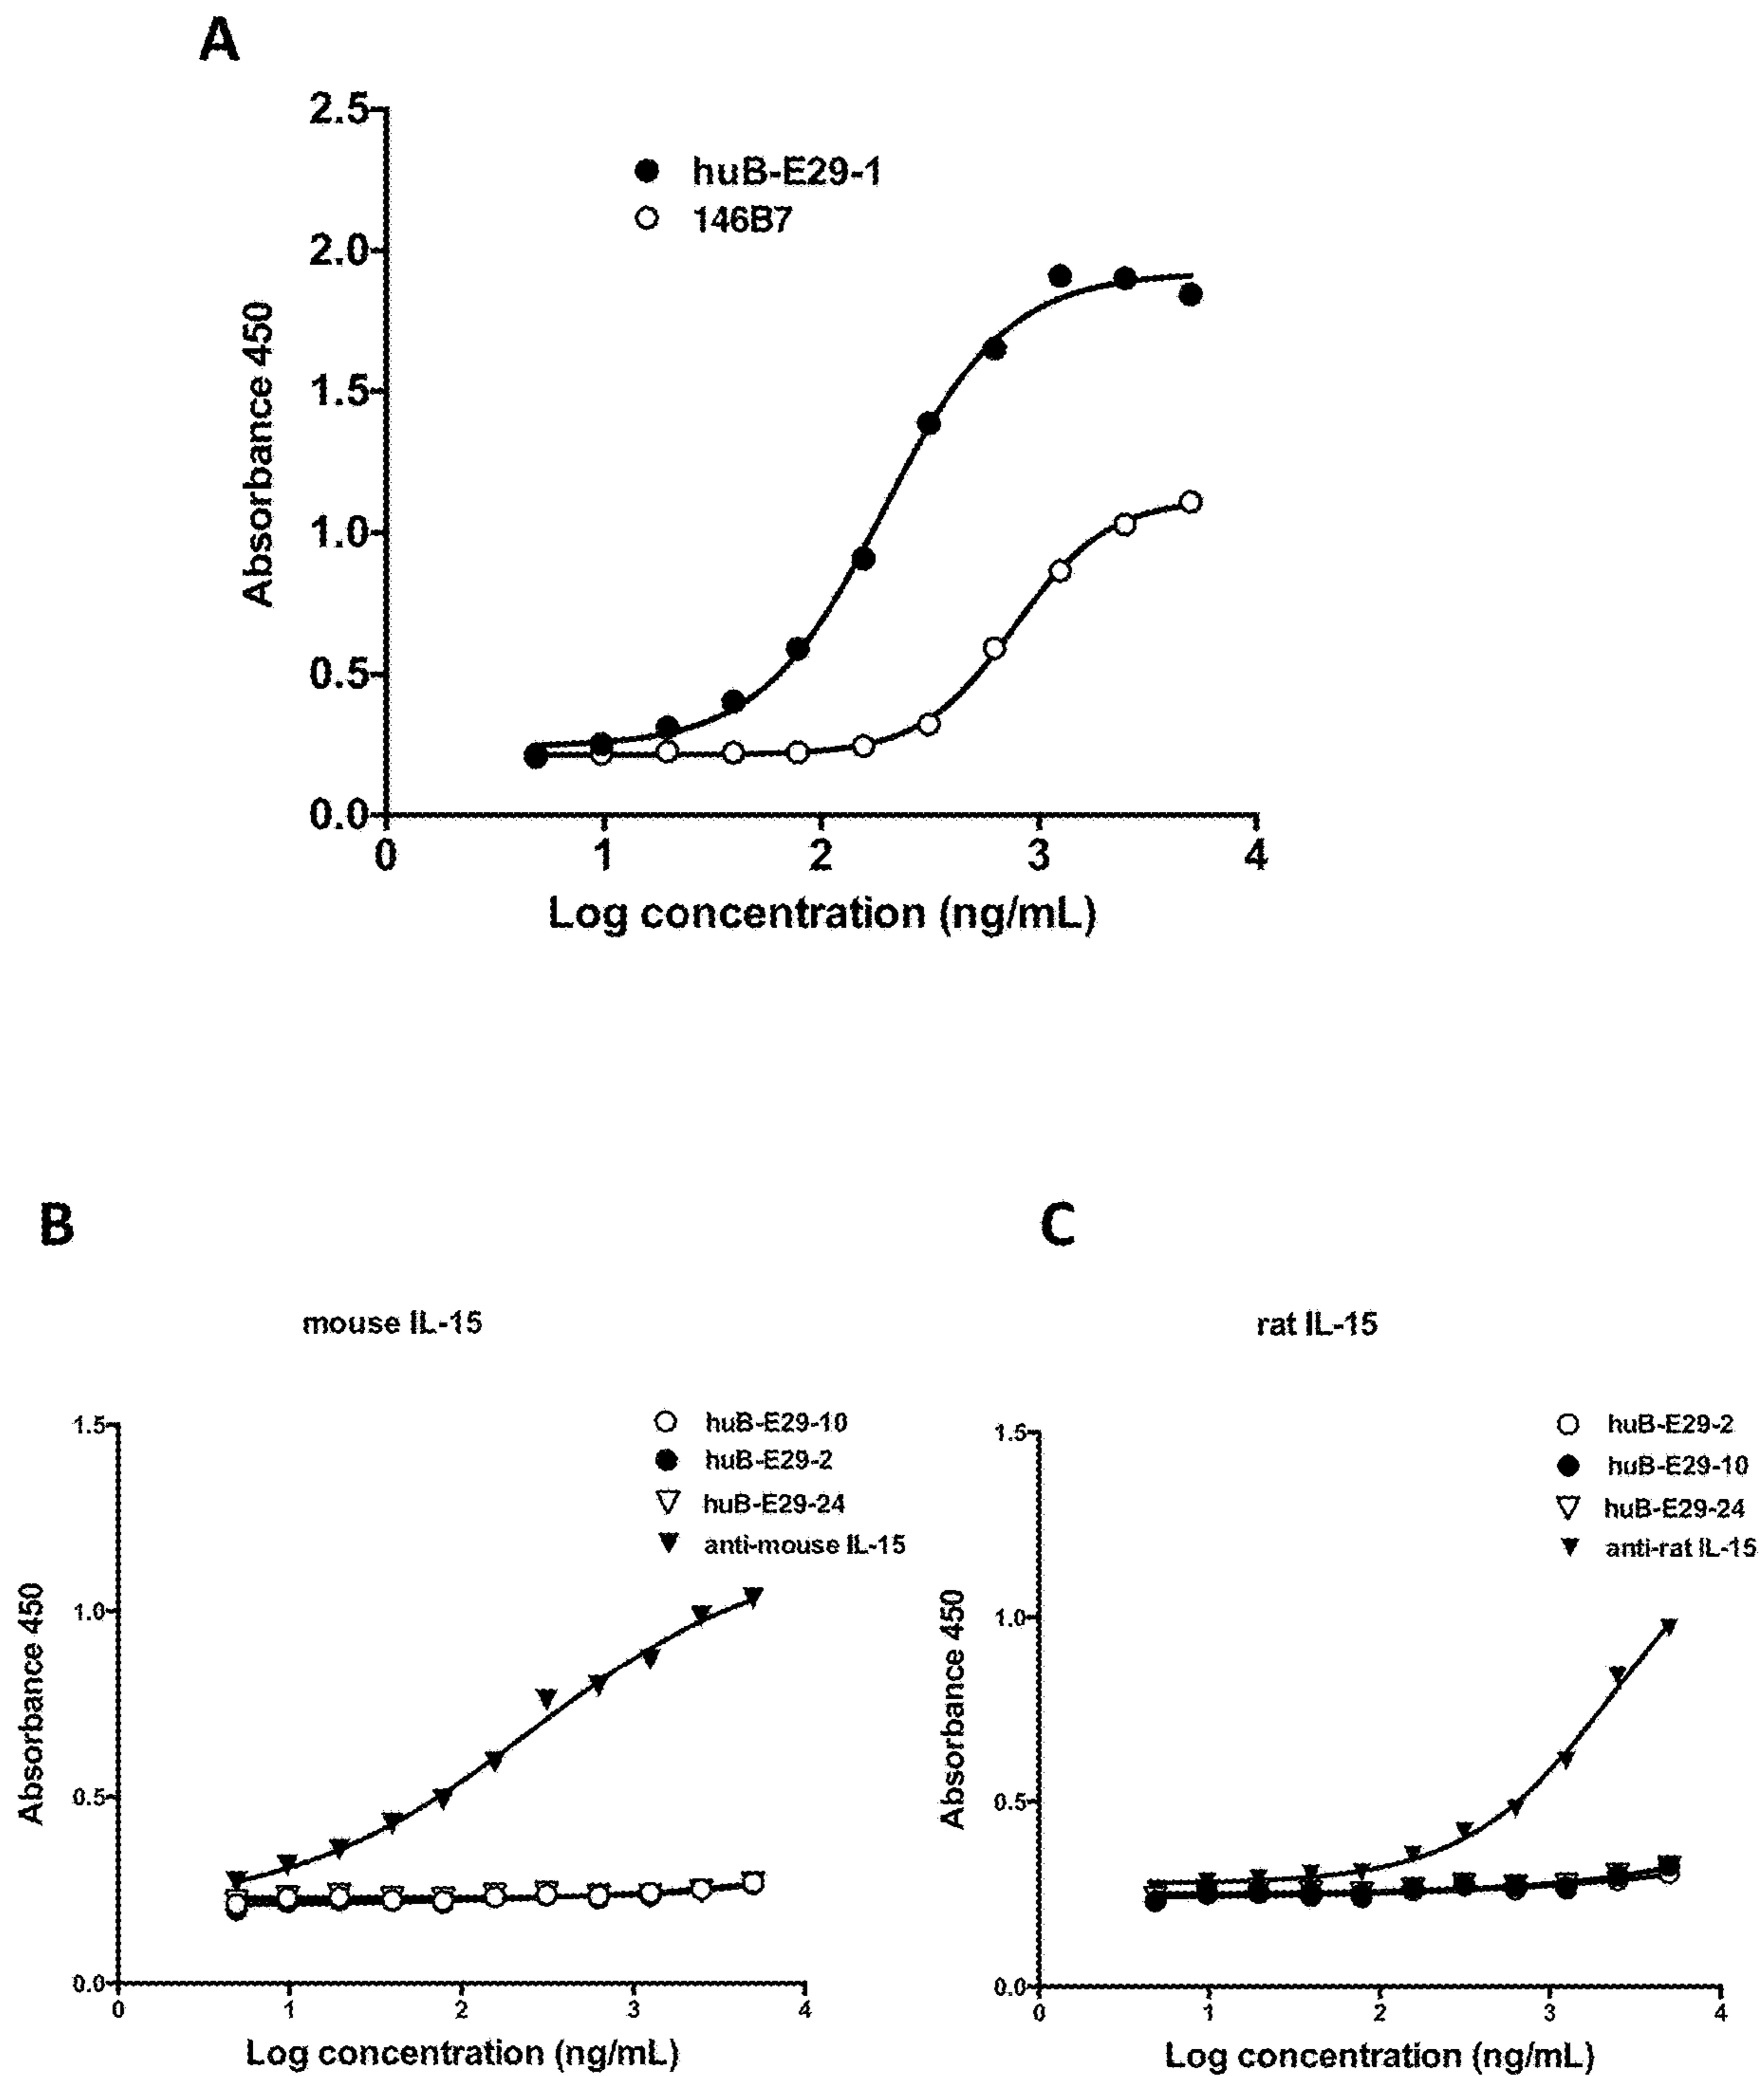 A
2.5
huB-E29-1
146B7
2.0
1.5
1.0
0.5
0.0
Absorbance 450
0 1 2 3 4
Log concentration (ng/mL)
B
mouse IL-15
1.5
huB-E29-10
huB-E29-2
huB-E29-24
anti-mouse IL-15
1.0
0.5
0.0
Absorbance 450
0 1 2 3 4
Log concentration (ng/mL)
C
rat IL-15
1.5
huB-E29-2
huB-E29-10
huB-E29-24
anti-rat IL-15
1.0
0.5
0.0
Absorbance 450
0 1 2 3 4
Log concentration (ng/mL)